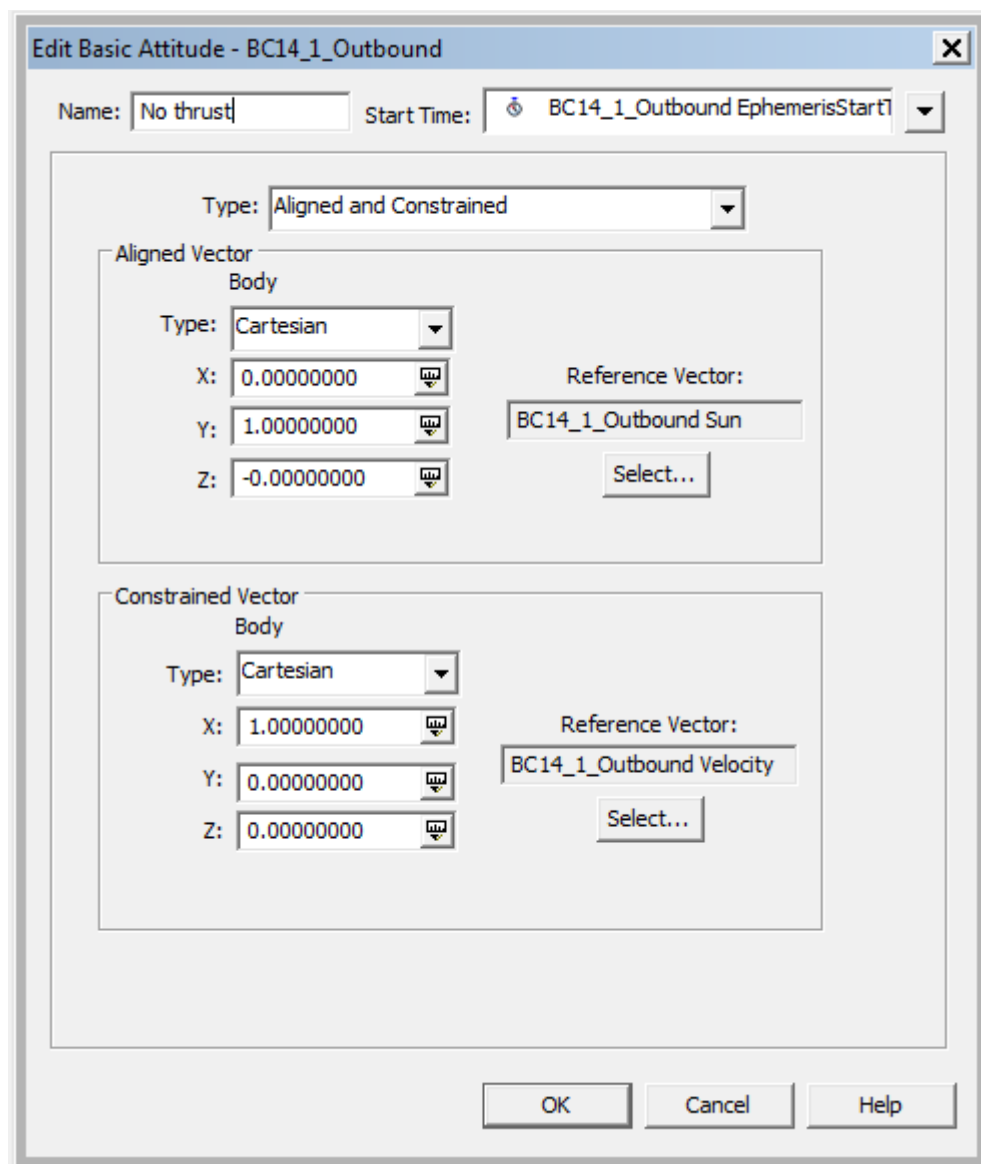 Edit Basic Attitude - BC14_1_Outbound
Name: No thrust Start Time: BC14_1_Outbound EphemerisStartT
Type: Aligned and Constrained
Aligned Vector
Body
Type: Cartesian
X: 0.00000000 Reference Vector:
Y: 1.00000000 BC14_1_Outbound Sun
Z: -0.00000000 Select...
Constrained Vector
Body
Type: Cartesian
X: 1.00000000 Reference Vector:
Y: 0.00000000 BC14_1_Outbound Velocity
Z: 0.00000000 Select...
OK Cancel Help